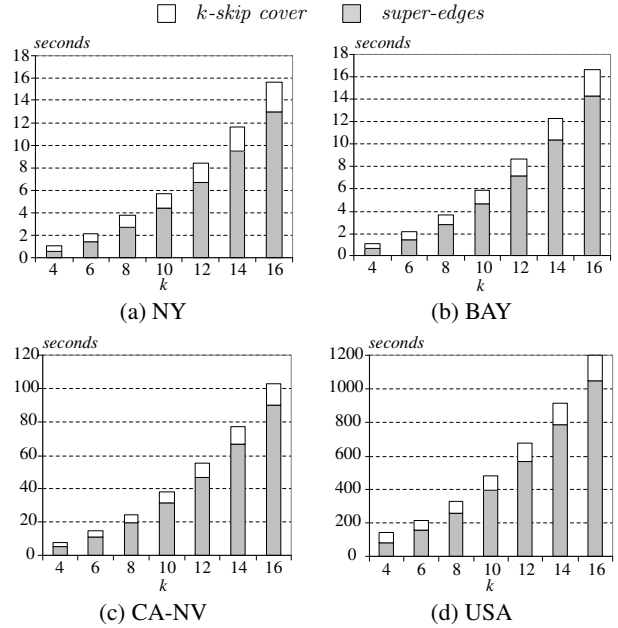 k-skip cover super-edges
seconds
18
16
14
12
10
8
6
4
2
0
4 6 8 10 12 14 16
k
(a) NY
seconds
18
16
14
12
10
8
6
4
2
0
4 6 8 10 12 14 16
k
(b) BAY
seconds
120
100
80
60
40
20
0
4 6 8 10 12 14 16
k
(c) CA-NV
seconds
1200
1000
800
600
400
200
0
4 6 8 10 12 14 16
k
(d) USA